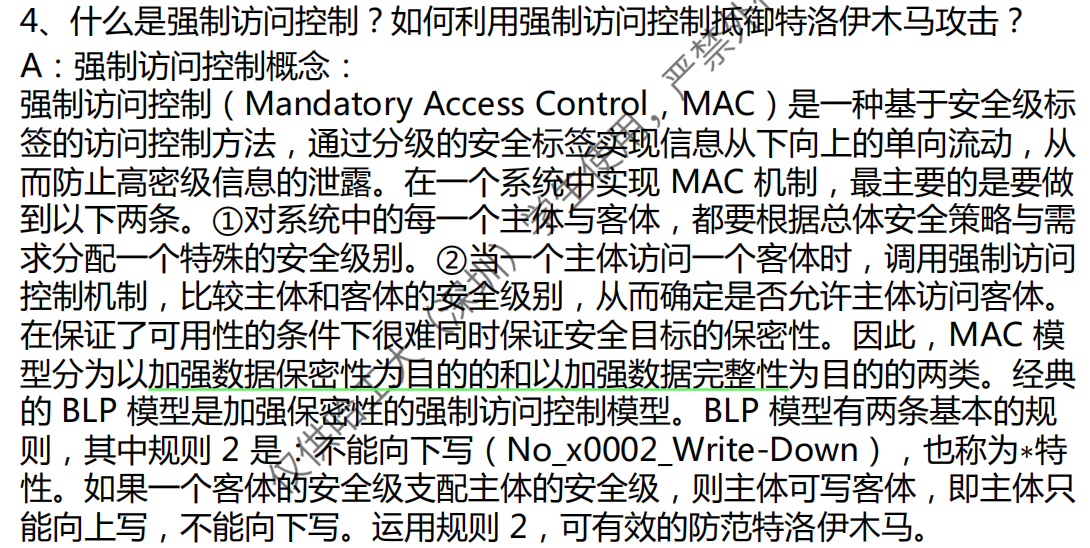 4、什么是强制访问控制？如何利用强制访问控制抵御特洛伊木马攻击？
A：强制访问控制概念：
强制访问控制（Mandatory Access Control，MAC）是一种基于安全级标
签的访问控制方法，通过分级的安全标签实现信息从下向上的单向流动，从
而防止高密级信息的泄露。在一个系统中实现 MAC 机制，最主要的是要做
到以下两条。①对系统中的每一个主体与客体，都要根据总体安全策略与需
求分配一个特殊的安全级别。②当一个主体访问一个客体时，调用强制访问
控制机制，比较主体和客体的安全级别，从而确定是否允许主体访问客体。
在保证了可用性的条件下很难同时保证安全目标的保密性。因此，MAC 模
型分为以加强数据保密性为目的的和以加强数据完整性为目的的两类。经典
的 BLP 模型是加强保密性的强制访问控制模型。BLP 模型有两条基本的规
则，其中规则 2 是：不能向下写（No_x0002_Write-Down），也称为*特
性。如果一个客体的安全级支配主体的安全级，则主体可写客体，即主体只
能向上写，不能向下写。运用规则 2，可有效的防范特洛伊木马。
仅供哈工大（深圳）学生使用，严禁外